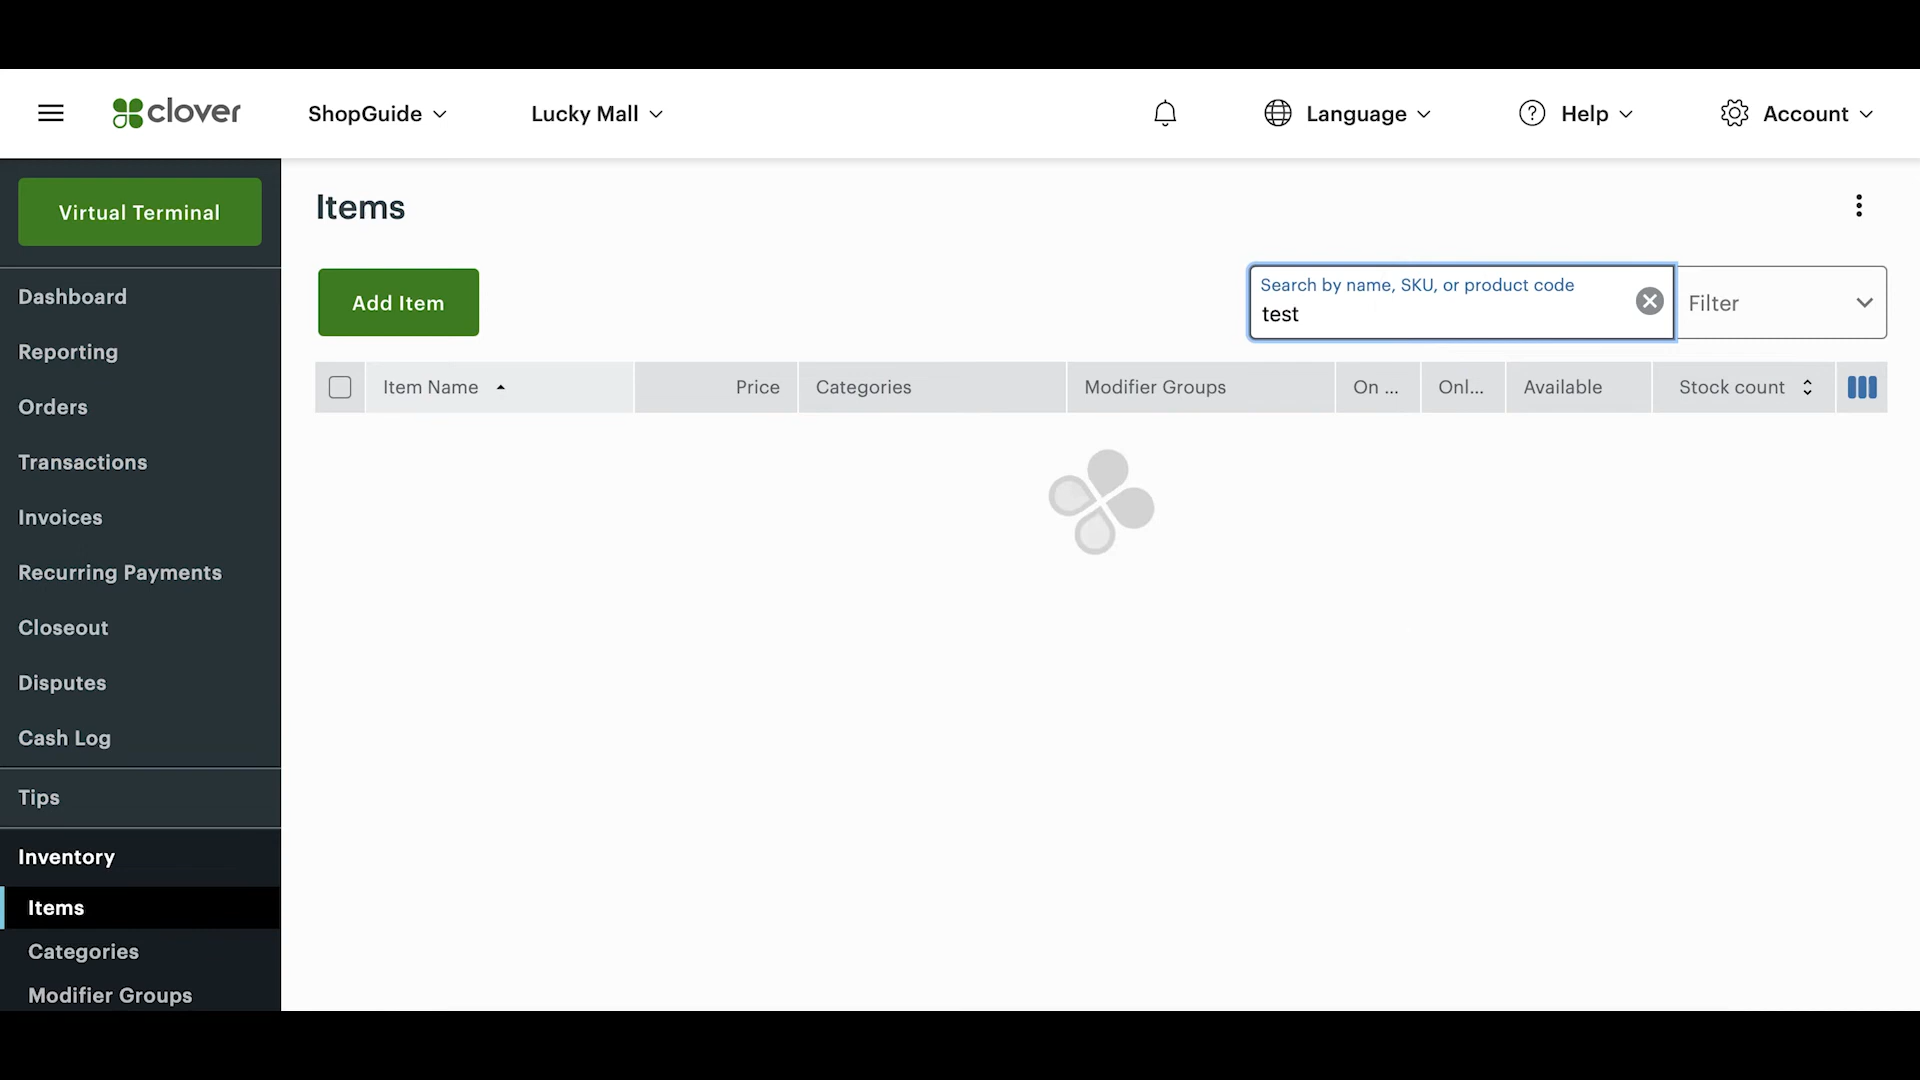 clover
ShopGuide
Lucky Mall
Language
Help
Account
Virtual Terminal
Dashboard
Reporting
Orders
Transactions
Invoices
Recurring Payments
Closeout
Disputes
Cash Log
Tips
Inventory
Items
Categories
Modifier Groups
Items
Add Item
Search by name, SKU, or product code
test
Filter
Item Name
Price
Categories
Modifier Groups
On ...
Onl...
Available
Stock count